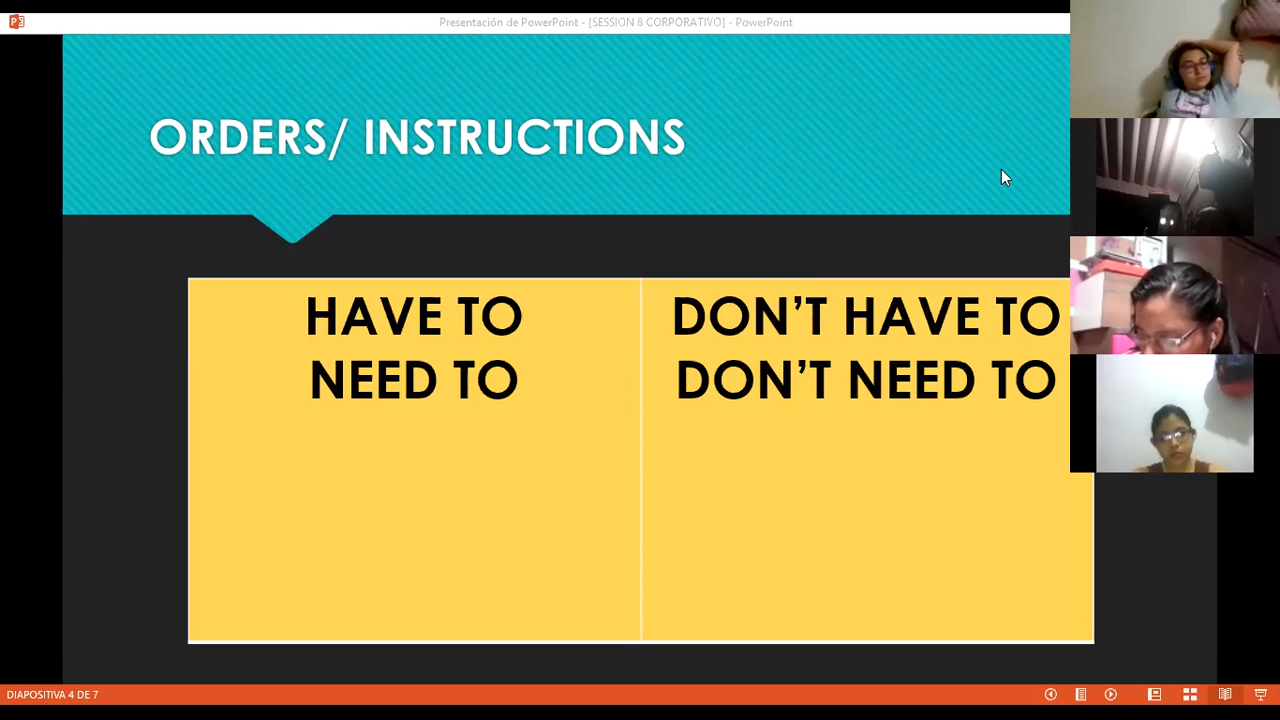 Presentación de PowerPoint - [SESSION 8 CORPORATIVO] - PowerPoint
ORDERS/ INSTRUCTIONS
HAVE TO
NEED TO
DON'T HAVE TO
DON'T NEED TO
DIAPOSITIVA 4 DE 7